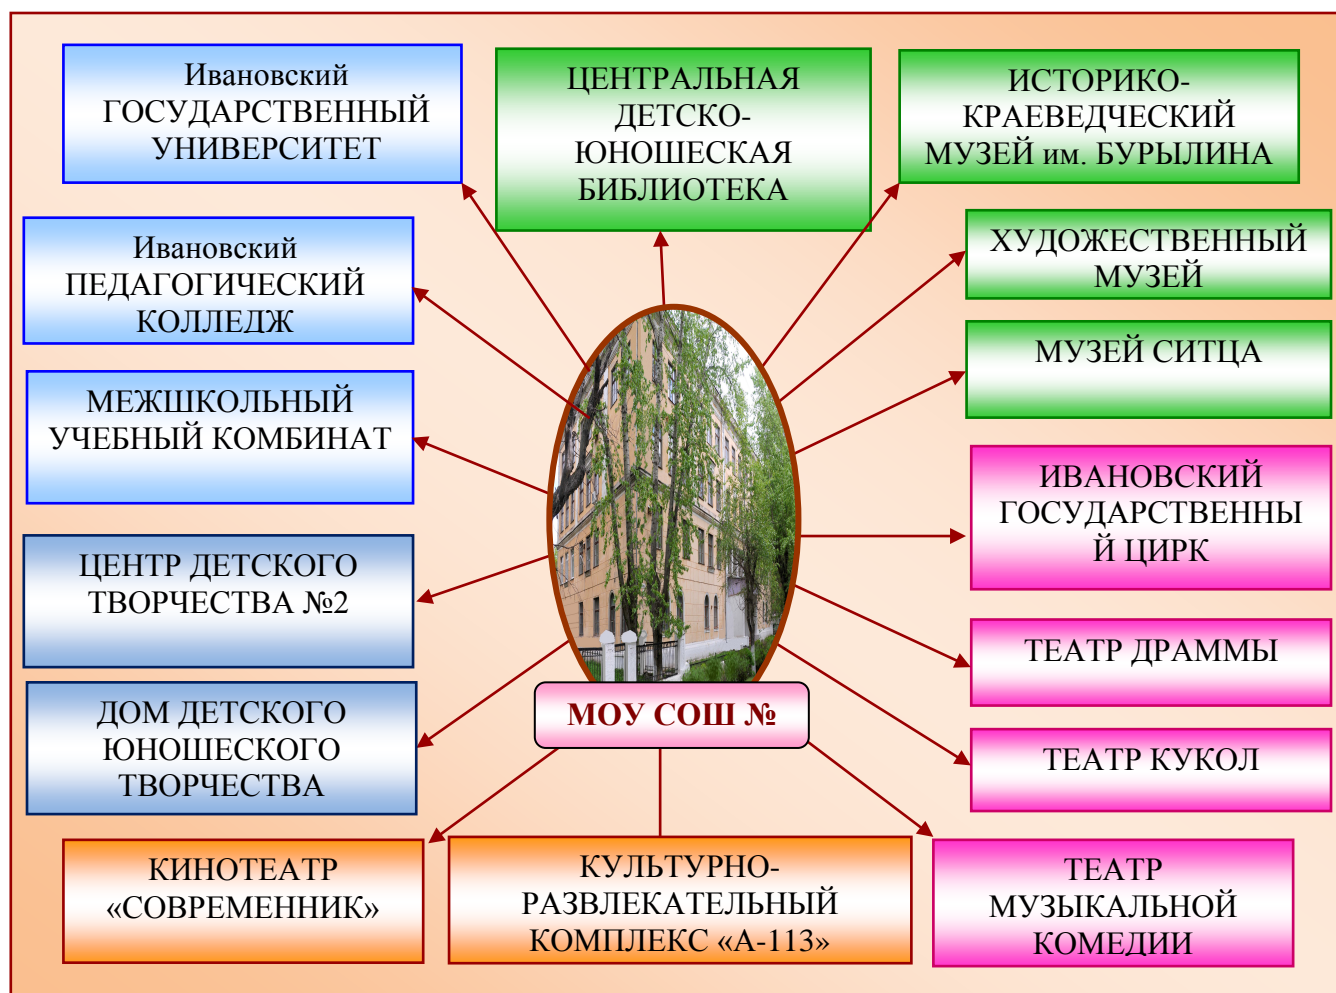 Ивановский
ГОСУДАРСТВЕННЫЙ
УНИВЕРСИТЕТ
ЦЕНТРАЛЬНАЯ
ДЕТСКО-
ЮНОШЕСКАЯ
БИБЛИОТЕКА
ИСТОРИКО-
КРАЕВЕДЧЕСКИЙ
МУЗЕЙ им. БУРЫЛИНА
Ивановский
ПЕДАГОГИЧЕСКИЙ
КОЛЛЕДЖ
ХУДОЖЕСТВЕННЫЙ
МУЗЕЙ
МУЗЕЙ СИТЦА
МЕЖШКОЛЬНЫЙ
УЧЕБНЫЙ КОМБИНАТ
ИВАНОВСКИЙ
ГОСУДАРСТВЕННЫ
Й ЦИРК
ЦЕНТР ДЕТСКОГО
ТВОРЧЕСТВА №2
ТЕАТР ДРАММЫ
ДОМ ДЕТСКОГО
ЮНОШЕСКОГО
ТВОРЧЕСТВА
МОУ СОШ №
ТЕАТР КУКОЛ
КИНОТЕАТР
«СОВРЕМЕННИК»
КУЛЬТУРНО-
РАЗВЛЕКАТЕЛЬНЫЙ
КОМПЛЕКС «А-113»
ТЕАТР
МУЗЫКАЛЬНОЙ
КОМЕДИИ